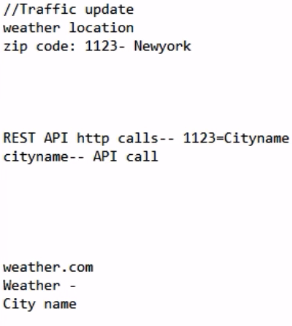 //Traffic update
weather location
zip code: 1123- Newyork
REST API http calls-- 1123=Cityname
cityname-- API call
weather.com
Weather -
City name